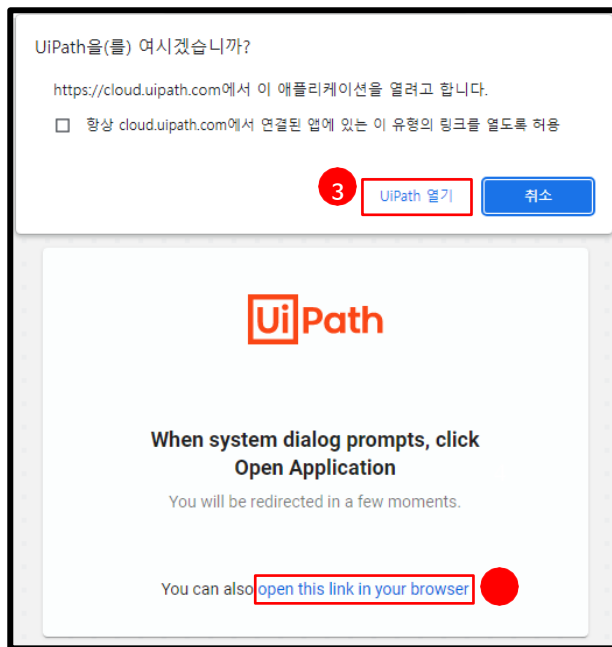 UiPath을(를) 여시겠습니까?
https://cloud.uipath.com에서 이 애플리케이션을 열려고 합니다.
항상 cloud.uipath.com에서 연결된 앱에 있는 이 유형의 링크를 열도록 허용
3 UiPath 열기 취소
UiPath
When system dialog prompts, click
Open Application
You will be redirected in a few moments.
You can also open this link in your browser